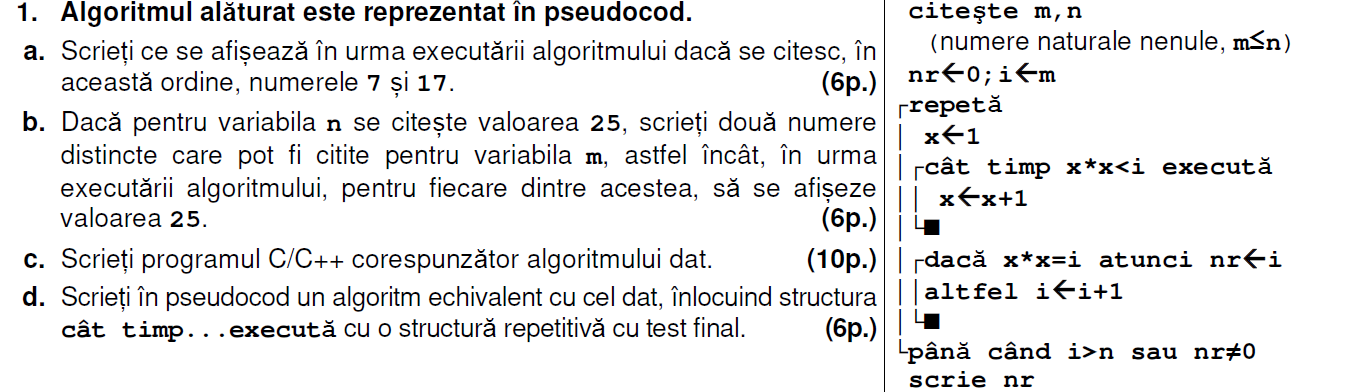 1. Algoritmul alăturat este reprezentat în pseudocod.
a. Scrieți ce se afișează în urma executării algoritmului dacă se citesc, în
această ordine, numerele 7 și 17. (6p.)
b. Dacă pentru variabila n se citește valoarea 25, scrieți două numere
distincte care pot fi citite pentru variabila m, astfel încât, în urma
executării algoritmului, pentru fiecare dintre acestea, să se afișeze
valoarea 25. (6p.)
c. Scrieți programul C/C++ corespunzător algoritmului dat. (10p.)
d. Scrieți în pseudocod un algoritm echivalent cu cel dat, înlocuind structura
cât timp...execută cu o structură repetitivă cu test final. (6p.)
citeşte m,n
(numere naturale nenule, m≤n)
nr←0;i←m
┌repetă
│ x←1
│┌cât timp x*x<i execută
││ x←x+1
│└■
│┌dacă x*x=i atunci nr←i
││altfel i←i+1
│└■
└până când i>n sau nr≠0
scrie nr